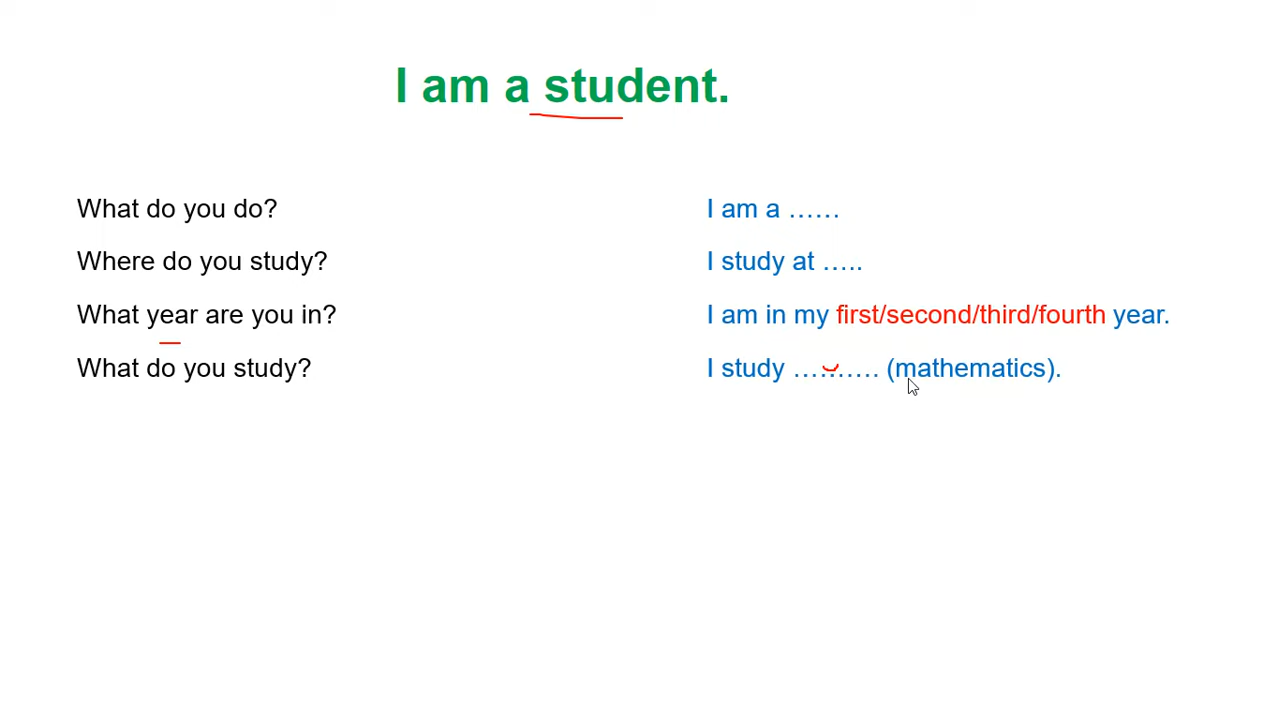 I am a student.
What do you do? I am a ……
Where do you study? I study at …..
What year are you in? I am in my first/second/third/fourth year.
What do you study? I study ………. (mathematics).